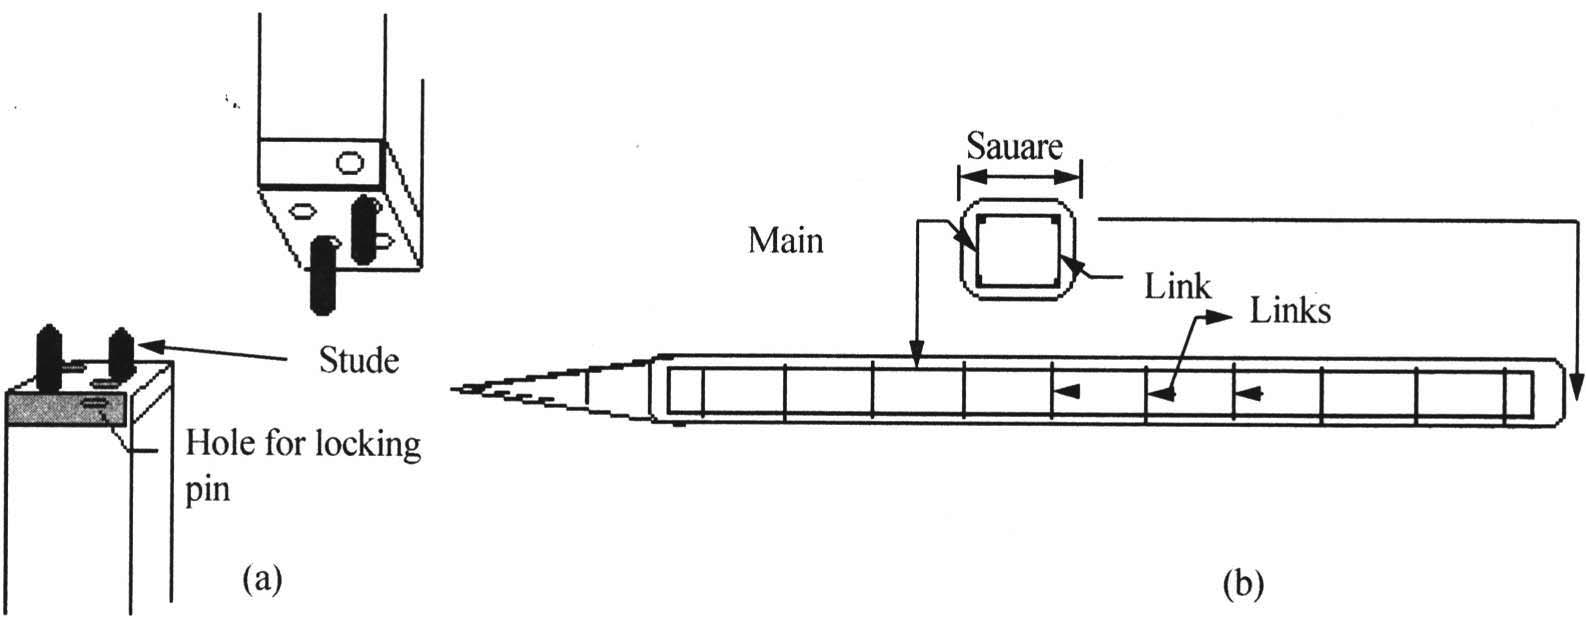 Sauare
Main
Link
Links
Stude
Hole for locking
pin
(a)
(b)